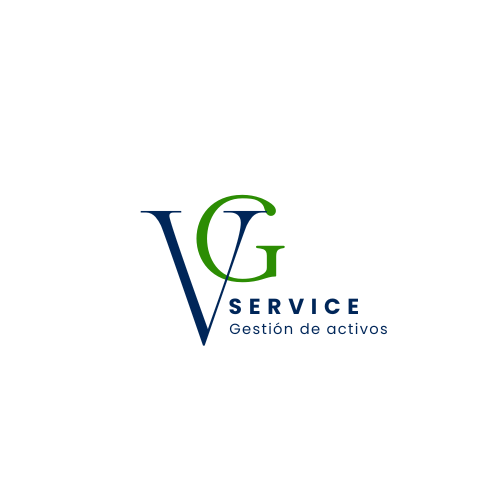 VG
SERVICE
Gestión de activos